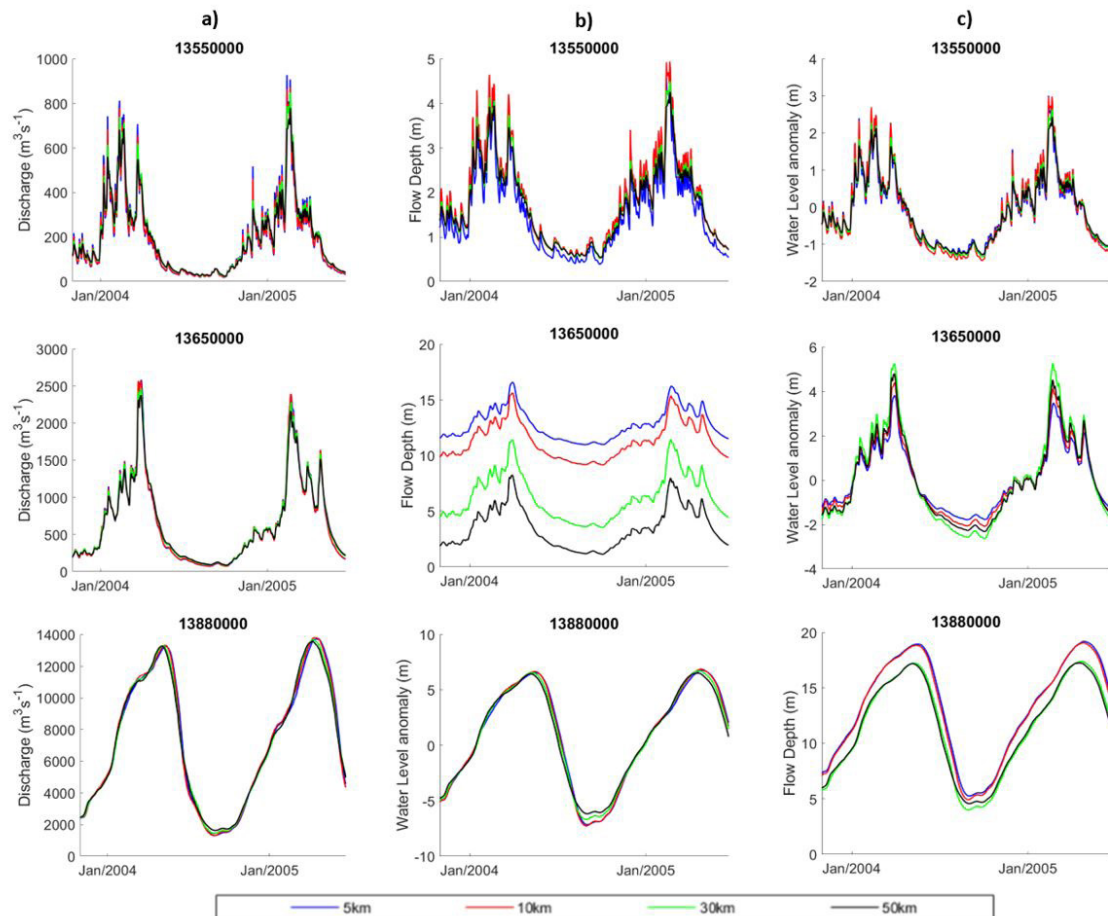 a)
b)
c)
13550000
13550000
13550000
Discharge (m³s⁻¹)
1000
800
600
400
200
0
Jan/2004
Jan/2005
Flow Depth (m)
5
4
3
2
1
0
Jan/2004
Jan/2005
Water Level anomaly (m)
4
3
2
1
0
-1
-2
Jan/2004
Jan/2005
13650000
13650000
13650000
Discharge (m³s⁻¹)
3000
2500
2000
1500
1000
500
0
Jan/2004
Jan/2005
Flow Depth (m)
20
15
10
5
0
Jan/2004
Jan/2005
Water Level anomaly (m)
6
4
2
0
-2
-4
Jan/2004
Jan/2005
13880000
13880000
13880000
Discharge (m³s⁻¹)
14000
12000
10000
8000
6000
4000
2000
0
Jan/2004
Jan/2005
Water Level anomaly (m)
10
5
0
-5
-10
Jan/2004
Jan/2005
Flow Depth (m)
20
15
10
5
0
Jan/2004
Jan/2005
5km
10km
30km
50km